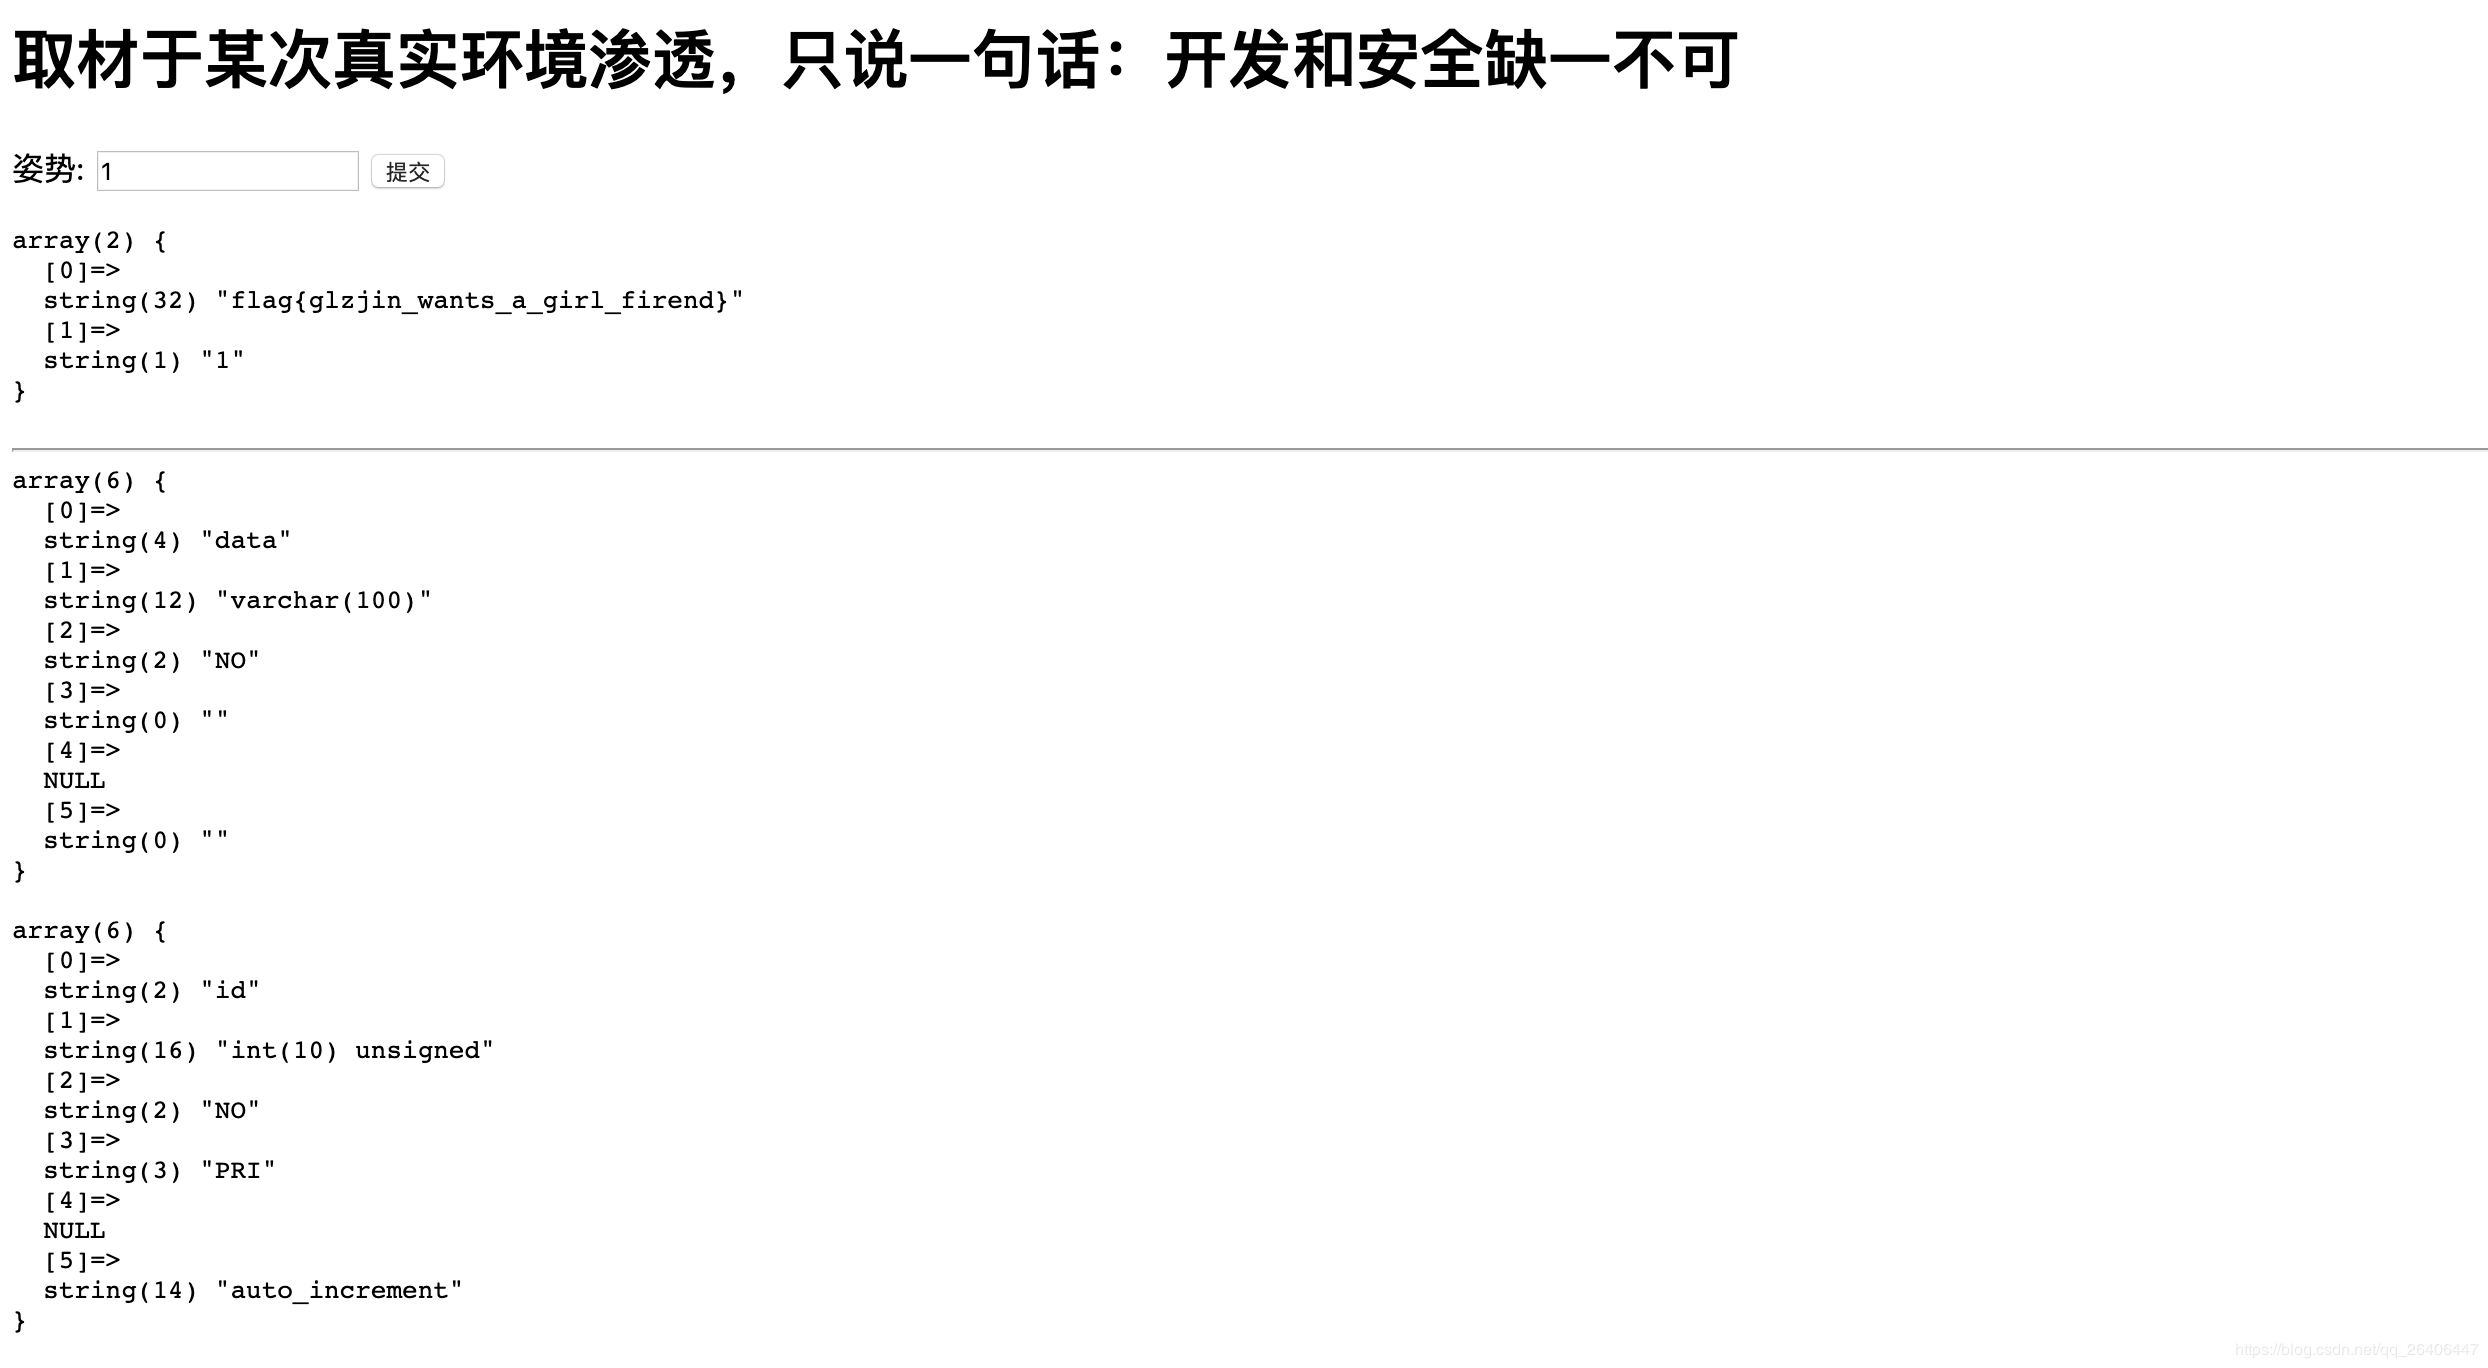 取材于某次真实环境渗透，只说一句话：开发和安全缺一不可
姿势: 1 提交
array(2) {
  [0]=>
  string(32) "flag{glzjin_wants_a_girl_firend}"
  [1]=>
  string(1) "1"
}
array(6) {
  [0]=>
  string(4) "data"
  [1]=>
  string(12) "varchar(100)"
  [2]=>
  string(2) "NO"
  [3]=>
  string(0) ""
  [4]=>
  NULL
  [5]=>
  string(0) ""
}
array(6) {
  [0]=>
  string(2) "id"
  [1]=>
  string(16) "int(10) unsigned"
  [2]=>
  string(2) "NO"
  [3]=>
  string(3) "PRI"
  [4]=>
  NULL
  [5]=>
  string(14) "auto_increment"
}
https://blog.csdn.net/qq_26406447